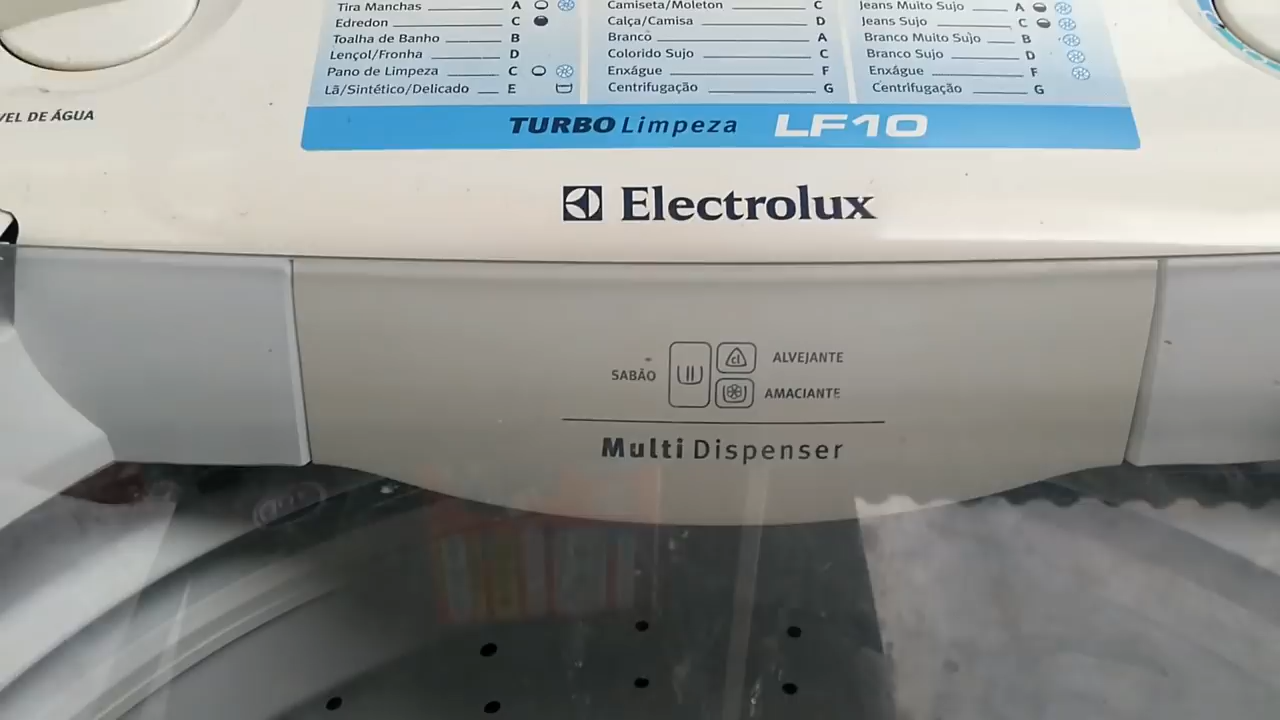 Tira Manchas A
Edredon C
Toalha de Banho B
Lençol/Fronha D
Pano de Limpeza C
Lã/Sintético/Delicado E
Camiseta/Moleton C
Calça/Camisa D
Branco A
Colorido Sujo C
Enxágue F
Centrifugação G
Jeans Muito Sujo A
Jeans Sujo C
Branco Muito Sujo B
Branco Sujo D
Enxágue F
Centrifugação G
VEL DE ÁGUA
TURBO Limpeza LF10
Electrolux
SABÃO
cl
ALVEJANTE
AMACIANTE
Multi Dispenser